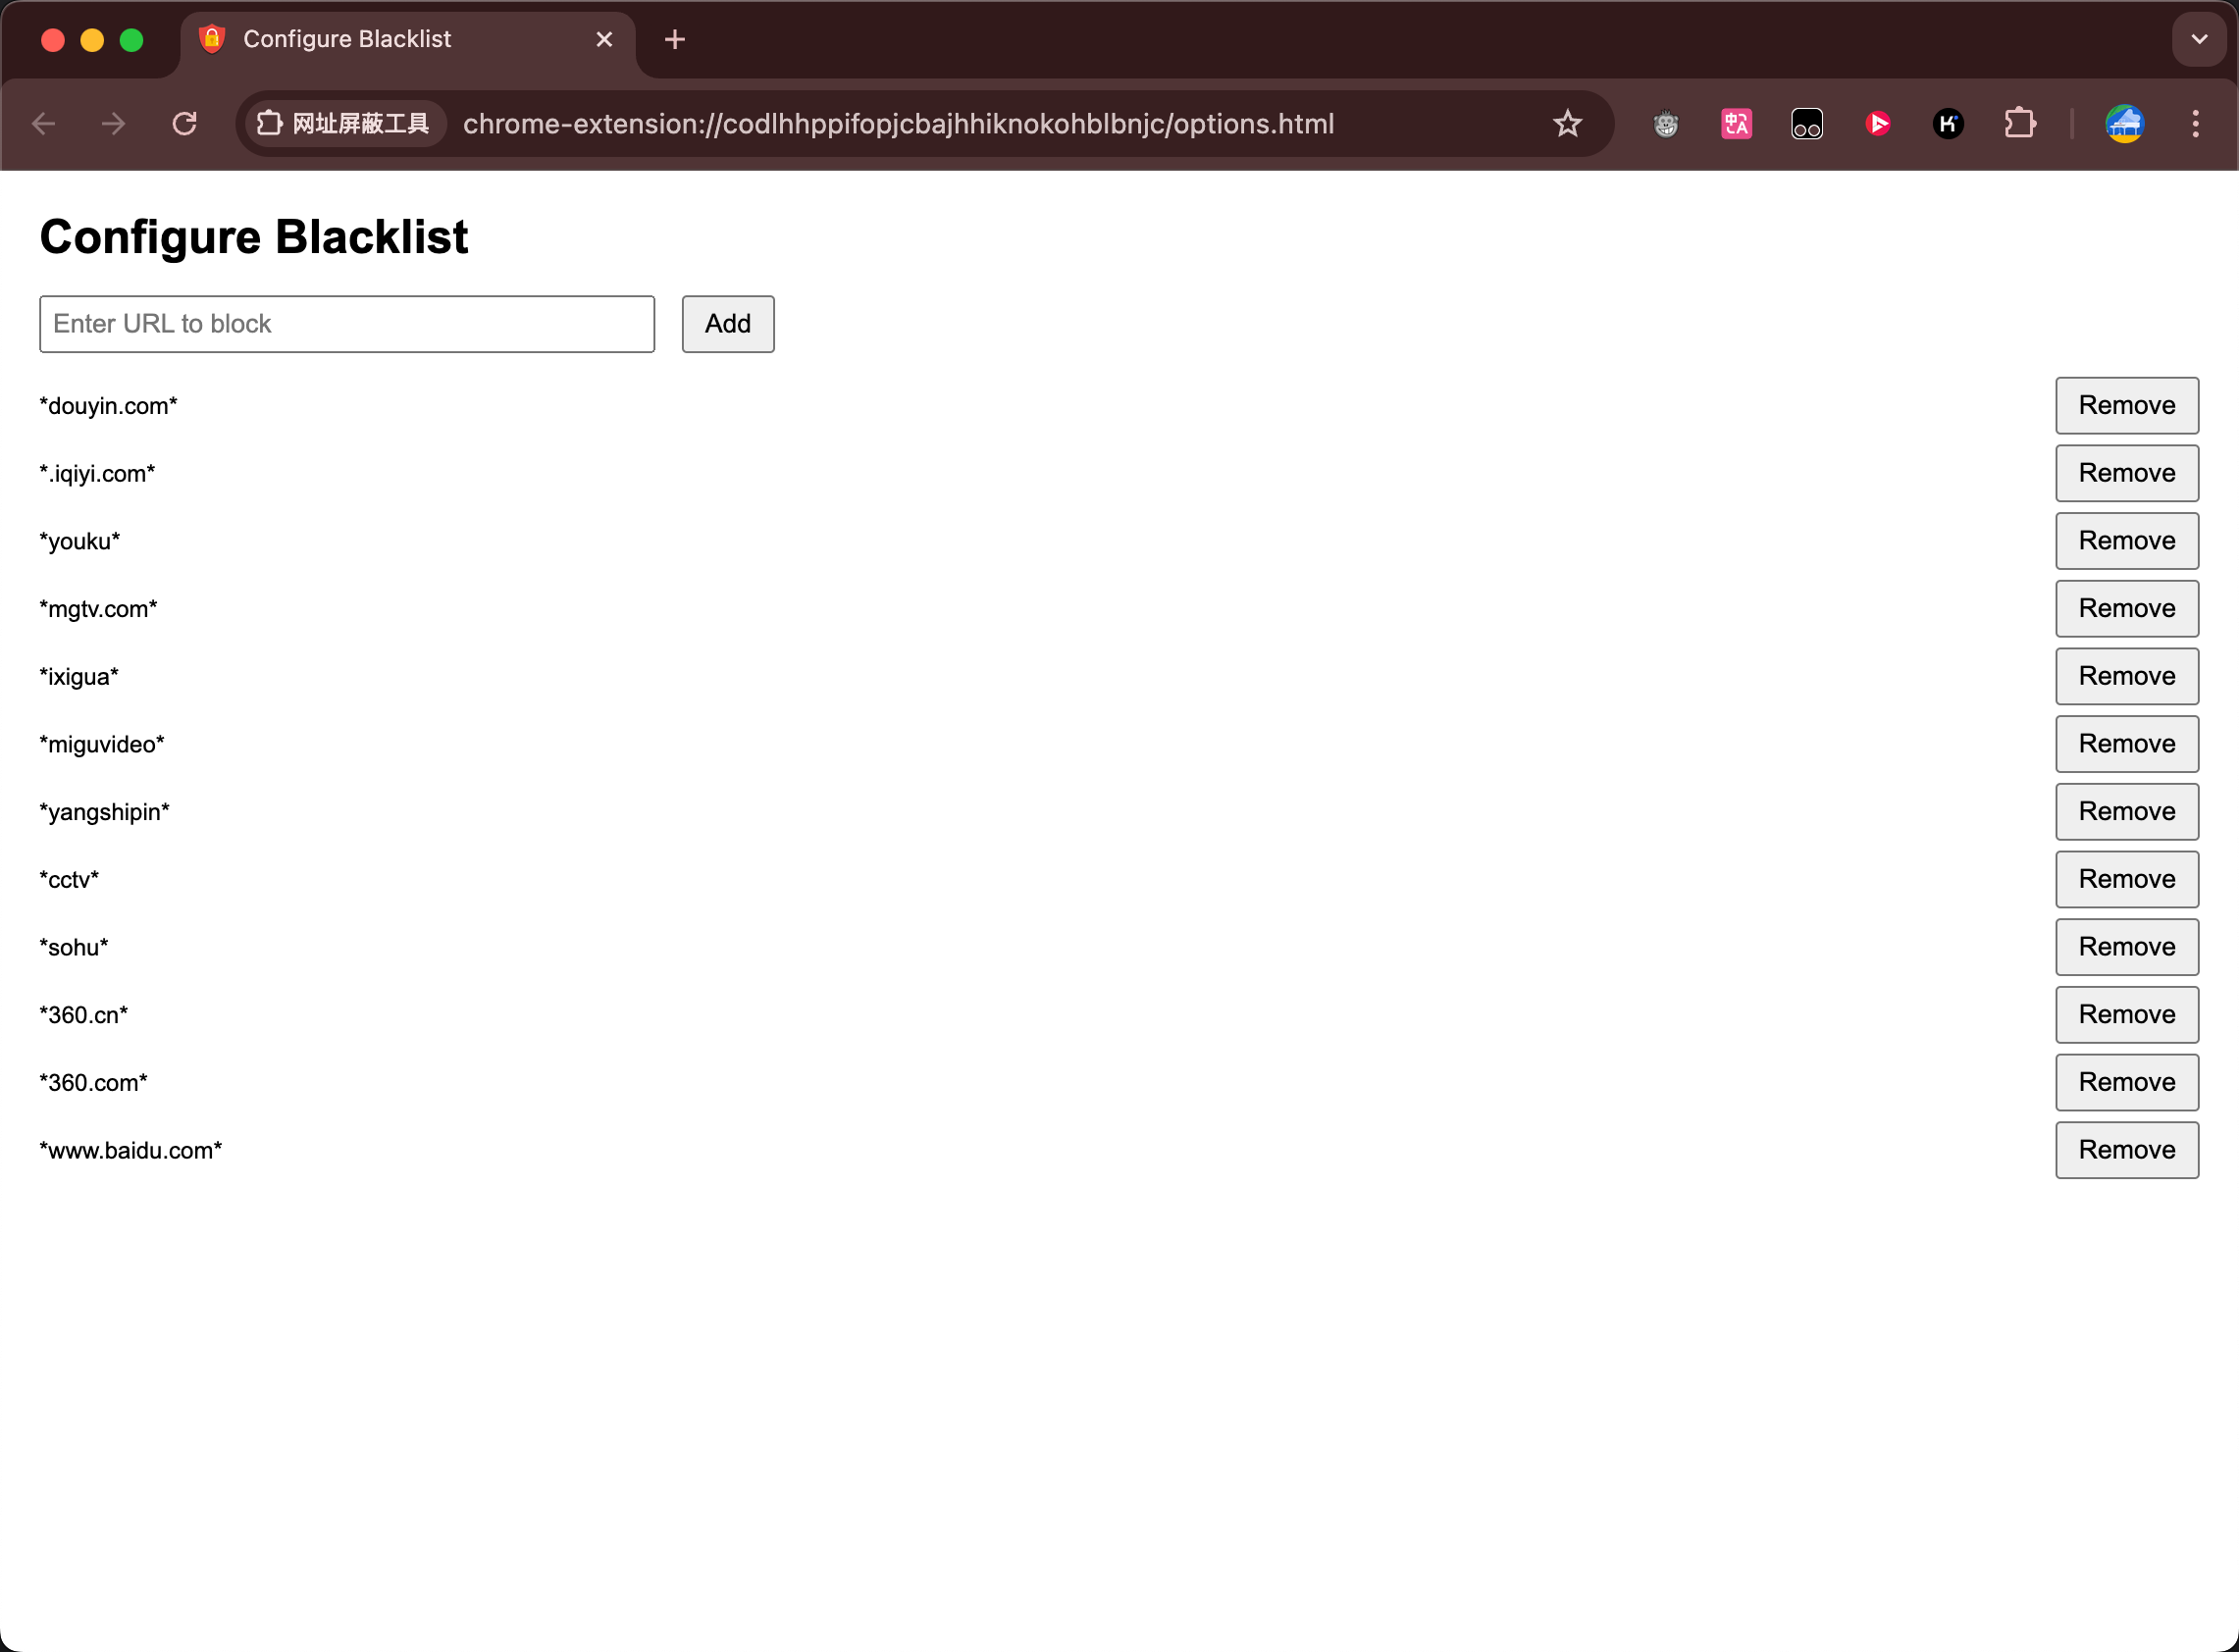 Configure Blacklist
网址屏蔽工具 chrome-extension://codlhhppifopjcbajhhiknokohblbnjc/options.html
Configure Blacklist
Enter URL to block Add
*douyin.com* Remove
*.iqiyi.com* Remove
*youku* Remove
*mgtv.com* Remove
*ixigua* Remove
*miguvideo* Remove
*yangshipin* Remove
*cctv* Remove
*sohu* Remove
*360.cn* Remove
*360.com* Remove
*www.baidu.com* Remove